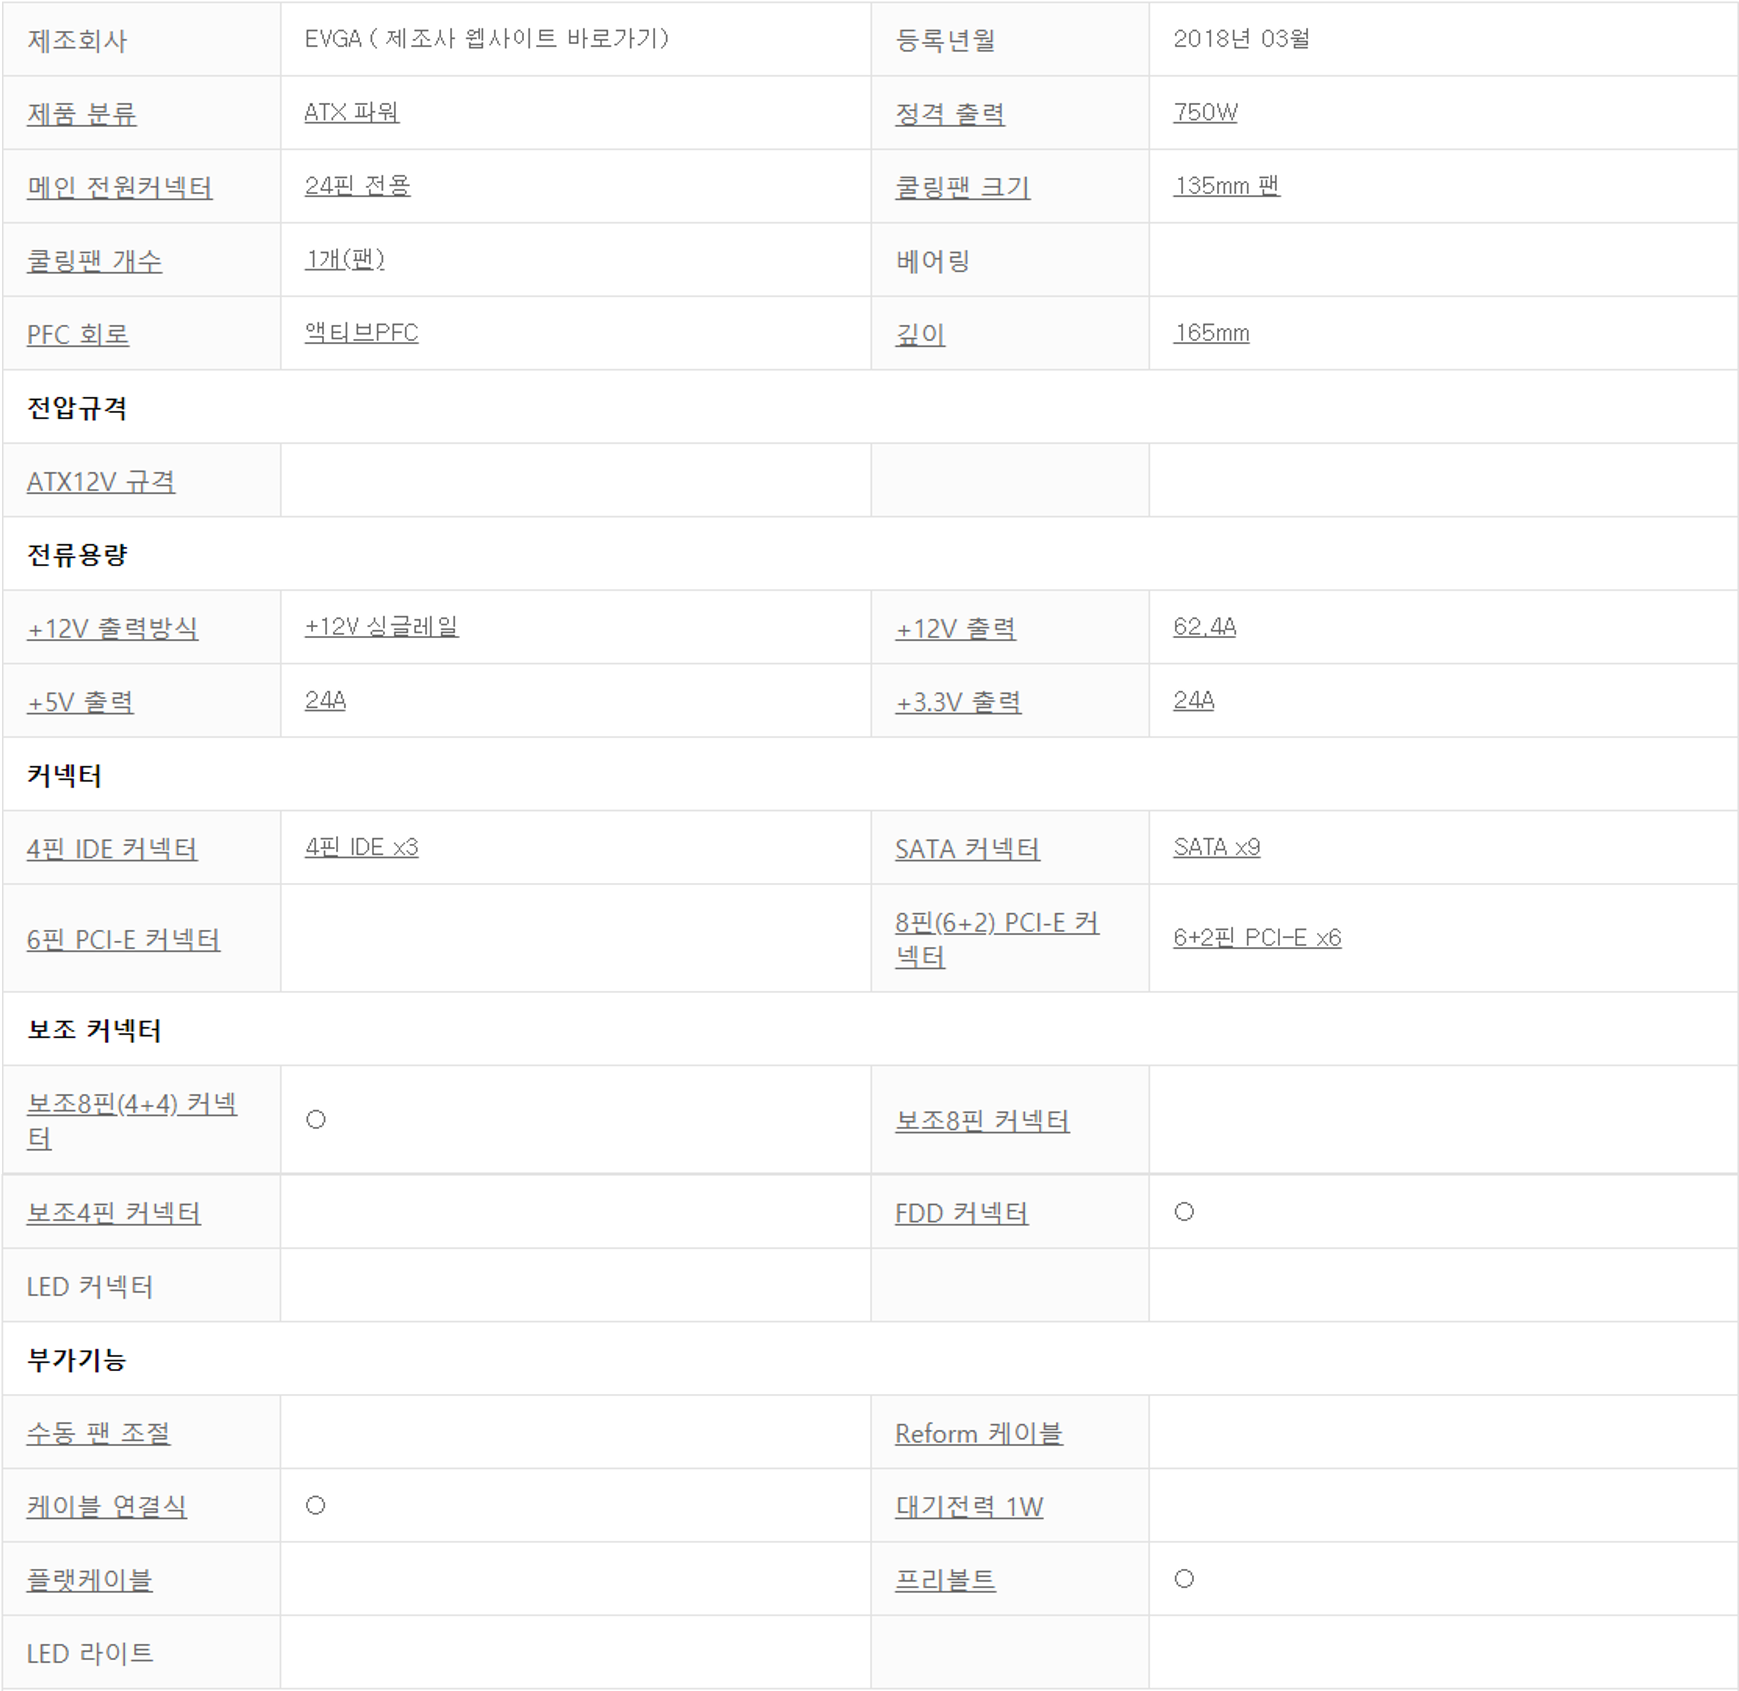 제조회사 EVGA ( 제조사 웹사이트 바로가기) 등록년월 2018년 03월
제품 분류 ATX 파워 정격 출력 750W
메인 전원커넥터 24핀 전용 쿨링팬 크기 135mm 팬
쿨링팬 개수 1개(팬) 베어링
PFC 회로 액티브PFC 깊이 165mm
전압규격
ATX12V 규격
전류용량
+12V 출력방식 +12V 싱글레일 +12V 출력 62.4A
+5V 출력 24A +3.3V 출력 24A
커넥터
4핀 IDE 커넥터 4핀 IDE x3 SATA 커넥터 SATA x9
6핀 PCI-E 커넥터 8핀(6+2) PCI-E 커
넥터 6+2핀 PCI-E x6
보조 커넥터
보조8핀(4+4) 커넥
터 ○ 보조8핀 커넥터
보조4핀 커넥터 FDD 커넥터 ○
LED 커넥터
부가기능
수동 팬 조절 Reform 케이블
케이블 연결식 ○ 대기전력 1W
플랫케이블 프리볼트 ○
LED 라이트